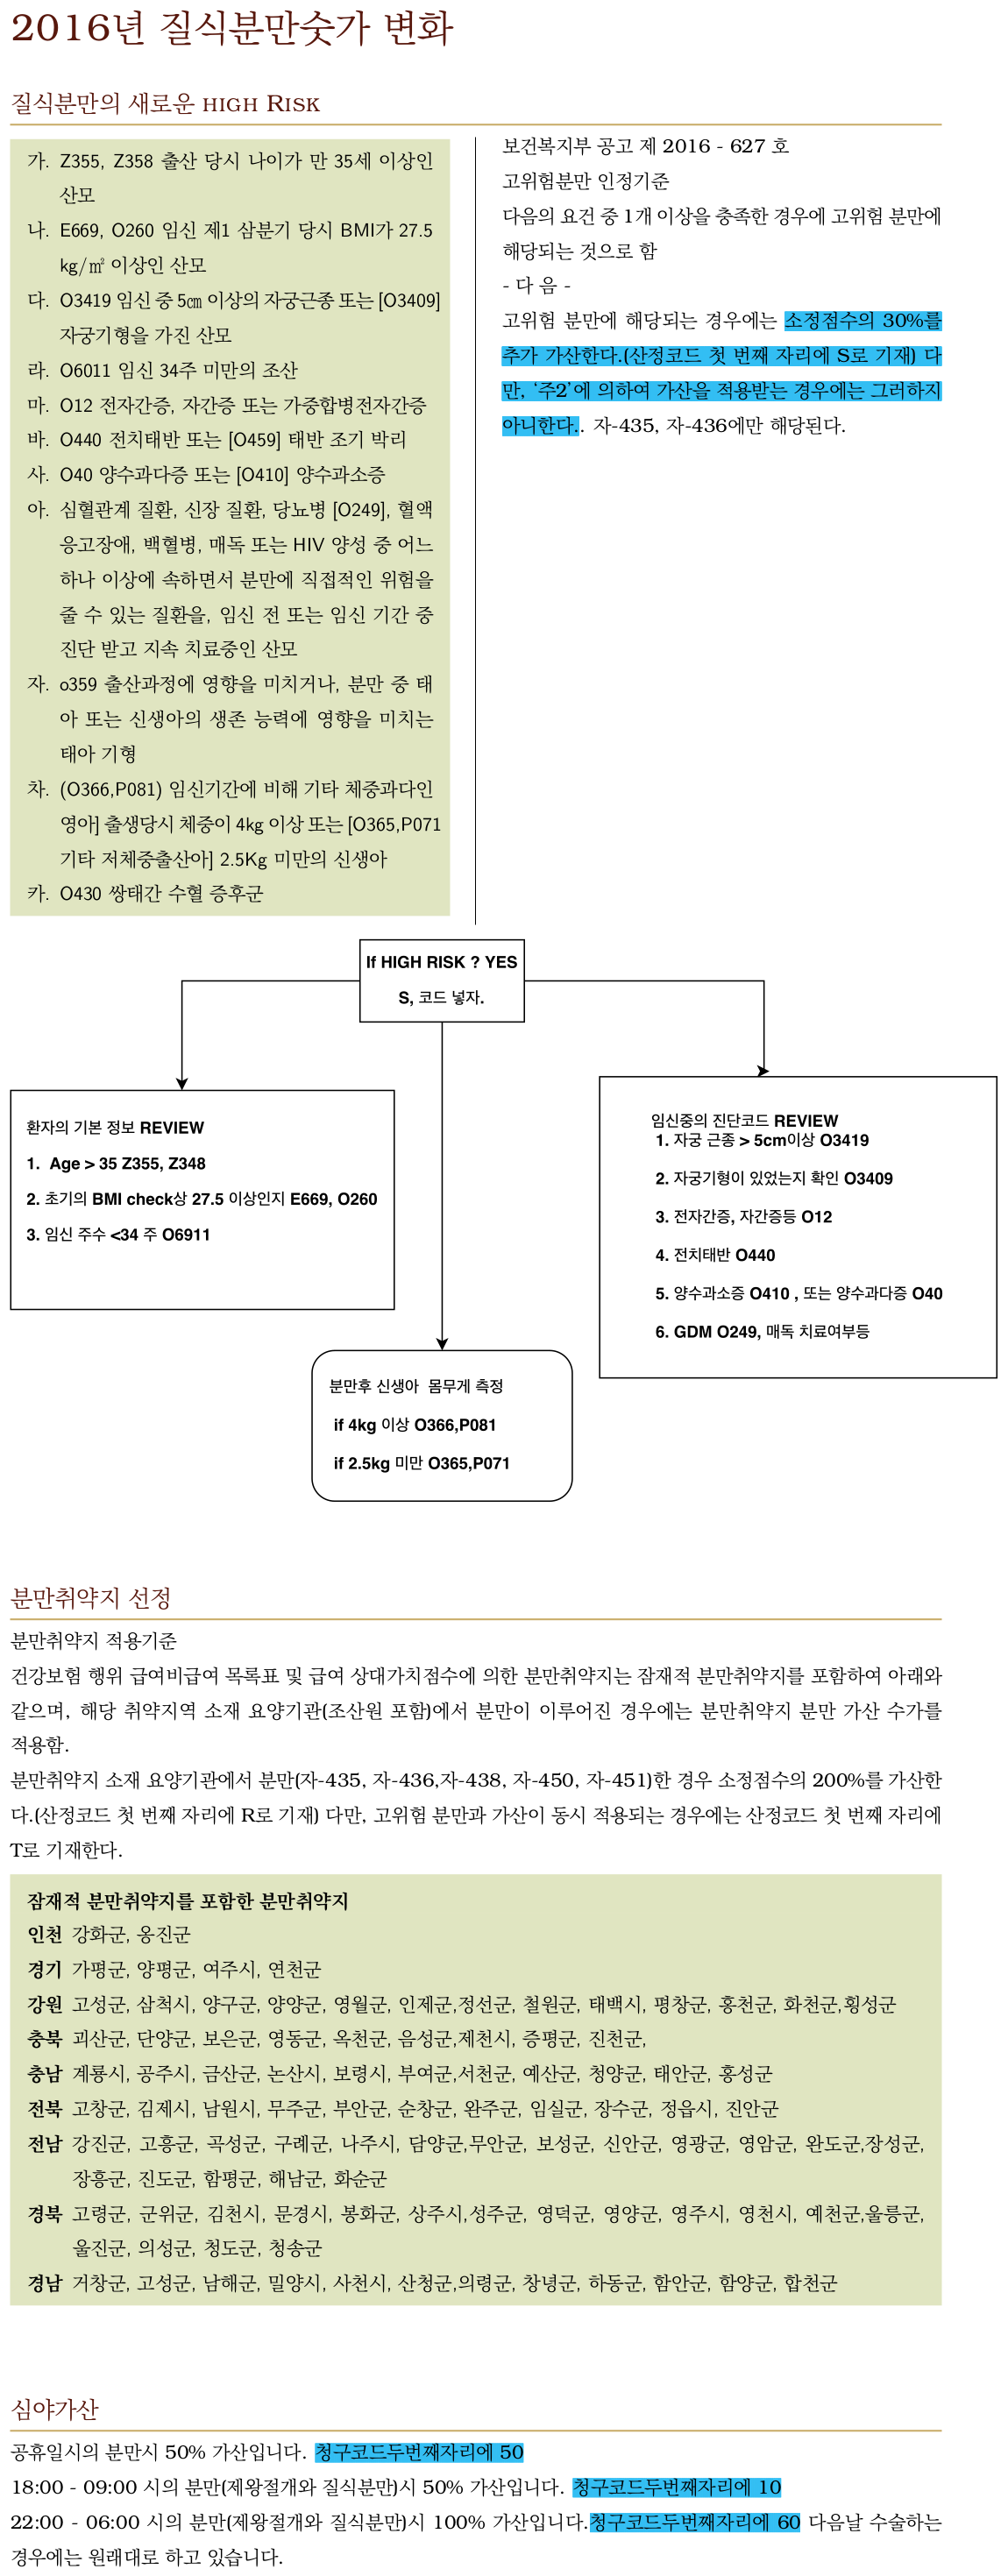 2016년 질식분만숫가 변화
질식분만의 새로운 HIGH RISK
가. Z355, Z358 출산 당시 나이가 만 35세 이상인
산모
나. E669, O260 임신 제1 삼분기 당시 BMI가 27.5
kg/㎡ 이상인 산모
다. O3419 임신 중 5㎝ 이상의 자궁근종 또는 [O3409]
자궁기형을 가진 산모
라. O6011 임신 34주 미만의 조산
마. O12 전자간증, 자간증 또는 가중합병전자간증
바. O440 전치태반 또는 [O459] 태반 조기 박리
사. O40 양수과다증 또는 [O410] 양수과소증
아. 심혈관계 질환, 신장 질환, 당뇨병 [O249], 혈액
응고장애, 백혈병, 매독 또는 HIV 양성 중 어느
하나 이상에 속하면서 분만에 직접적인 위험을
줄 수 있는 질환을, 임신 전 또는 임신 기간 중
진단 받고 지속 치료중인 산모
자. o359 출산과정에 영향을 미치거나, 분만 중 태
아 또는 신생아의 생존 능력에 영향을 미치는
태아 기형
차. (O366,P081) 임신기간에 비해 기타 체중과다인
영아] 출생당시 체중이 4kg 이상 또는 [O365,P071
기타 저체중출산아] 2.5Kg 미만의 신생아
카. O430 쌍태간 수혈 증후군
보건복지부 공고 제 2016 - 627 호
고위험분만 인정기준
다음의 요건 중 1개 이상을 충족한 경우에 고위험 분만에
해당되는 것으로 함
- 다 음 -
고위험 분만에 해당되는 경우에는 소정점수의 30%를
추가 가산한다.(산정코드 첫 번째 자리에 S로 기재) 다
만, ‘주2’에 의하여 가산을 적용받는 경우에는 그러하지
아니한다.. 자-435, 자-436에만 해당된다.
If HIGH RISK ? YES
S, 코드 넣자.
환자의 기본 정보 REVIEW
1. Age > 35 Z355, Z348
2. 초기의 BMI check상 27.5 이상인지 E669, O260
3. 임신 주수 <34 주 O6911
임신중의 진단코드 REVIEW
1. 자궁 근종 > 5cm이상 O3419
2. 자궁기형이 있었는지 확인 O3409
3. 전자간증, 자간증등 O12
4. 전치태반 O440
5. 양수과소증 O410 , 또는 양수과다증 O40
6. GDM O249, 매독 치료여부등
분만후 신생아 몸무게 측정
if 4kg 이상 O366,P081
if 2.5kg 미만 O365,P071
분만취약지 선정
분만취약지 적용기준
건강보험 행위 급여비급여 목록표 및 급여 상대가치점수에 의한 분만취약지는 잠재적 분만취약지를 포함하여 아래와
같으며, 해당 취약지역 소재 요양기관(조산원 포함)에서 분만이 이루어진 경우에는 분만취약지 분만 가산 수가를
적용함.
분만취약지 소재 요양기관에서 분만(자-435, 자-436,자-438, 자-450, 자-451)한 경우 소정점수의 200%를 가산한
다.(산정코드 첫 번째 자리에 R로 기재) 다만, 고위험 분만과 가산이 동시 적용되는 경우에는 산정코드 첫 번째 자리에
T로 기재한다.
잠재적 분만취약지를 포함한 분만취약지
인천 강화군, 옹진군
경기 가평군, 양평군, 여주시, 연천군
강원 고성군, 삼척시, 양구군, 양양군, 영월군, 인제군,정선군, 철원군, 태백시, 평창군, 홍천군, 화천군,횡성군
충북 괴산군, 단양군, 보은군, 영동군, 옥천군, 음성군,제천시, 증평군, 진천군,
충남 계룡시, 공주시, 금산군, 논산시, 보령시, 부여군,서천군, 예산군, 청양군, 태안군, 홍성군
전북 고창군, 김제시, 남원시, 무주군, 부안군, 순창군, 완주군, 임실군, 장수군, 정읍시, 진안군
전남 강진군, 고흥군, 곡성군, 구례군, 나주시, 담양군,무안군, 보성군, 신안군, 영광군, 영암군, 완도군,장성군,
장흥군, 진도군, 함평군, 해남군, 화순군
경북 고령군, 군위군, 김천시, 문경시, 봉화군, 상주시,성주군, 영덕군, 영양군, 영주시, 영천시, 예천군,울릉군,
울진군, 의성군, 청도군, 청송군
경남 거창군, 고성군, 남해군, 밀양시, 사천시, 산청군,의령군, 창녕군, 하동군, 함안군, 함양군, 합천군
심야가산
공휴일시의 분만시 50% 가산입니다. 청구코드두번째자리에 50
18:00 - 09:00 시의 분만(제왕절개와 질식분만)시 50% 가산입니다. 청구코드두번째자리에 10
22:00 - 06:00 시의 분만(제왕절개와 질식분만)시 100% 가산입니다.청구코드두번째자리에 60 다음날 수술하는
경우에는 원래대로 하고 있습니다.